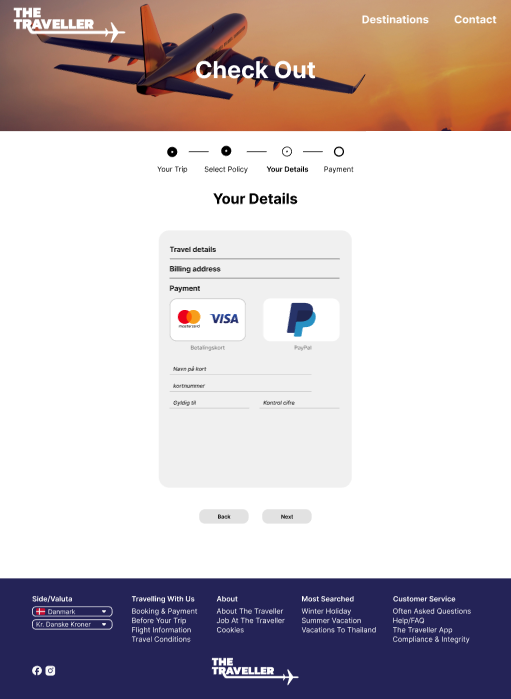 THE
TRAVELLER
Destinations Contact
Check Out
Your Trip Select Policy Your Details Payment
Your Details
Travel details
Billing address
Payment
mastercard VISA
Betalingskort PayPal
Navn på kort
kortnummer
Gyldig til Kontrol cifre
Back Next
Side/Valuta Travelling With Us About Most Searched Customer Service
Danmark Booking & Payment About The Traveller Winter Holiday Often Asked Questions
Kr. Danske Kroner Before Your Trip Job At The Traveller Summer Vacation Help/FAQ
Flight Information Cookies Vacations To Thailand The Traveller App
Travel Conditions Compliance & Integrity
THE
TRAVELLER